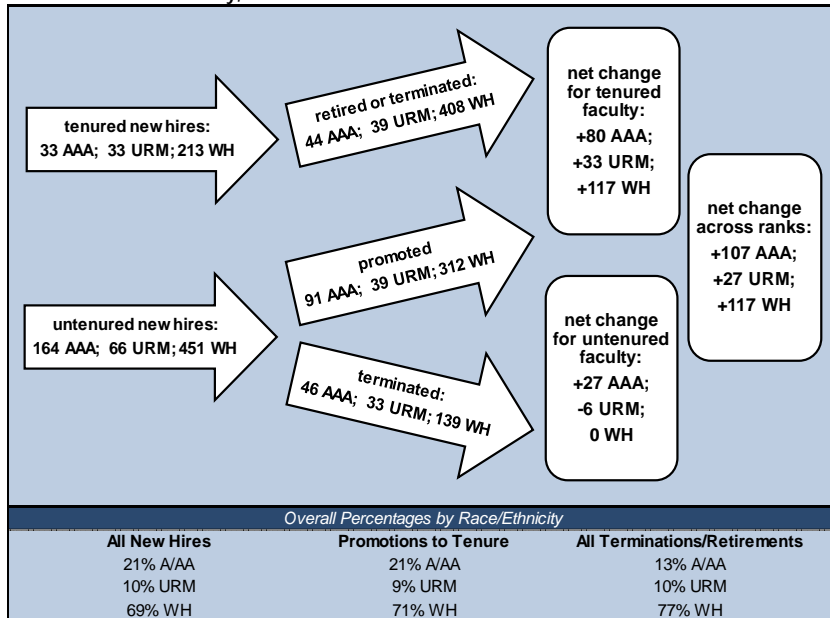 tenured new hires:
33 AAA; 33 URM; 213 WH
retired or terminated:
44 AAA; 39 URM; 408 WH
net change
for tenured
faculty:
+80 AAA;
+33 URM;
+117 WH
untenured new hires:
164 AAA; 66 URM; 451 WH
promoted
91 AAA; 39 URM; 312 WH
terminated:
46 AAA; 33 URM; 139 WH
net change
for untenured
faculty:
+27 AAA;
-6 URM;
0 WH
net change
across ranks:
+107 AAA;
+27 URM;
+117 WH
Overall Percentages by Race/Ethnicity
All New Hires Promotions to Tenure All Terminations/Retirements
21% A/AA 21% A/AA 13% A/AA
10% URM 9% URM 10% URM
69% WH 71% WH 77% WH